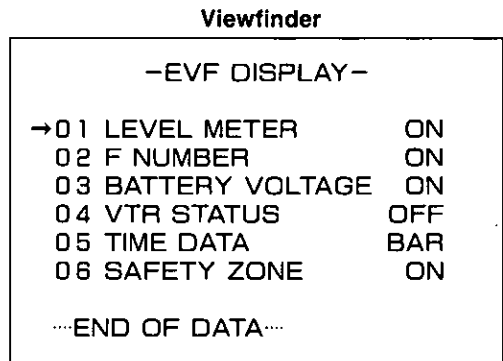 Viewfinder
-EVF DISPLAY-
→01 LEVEL METER ON
02 F NUMBER ON
03 BATTERY VOLTAGE ON
04 VTR STATUS OFF
05 TIME DATA BAR
06 SAFETY ZONE ON
····END OF DATA····